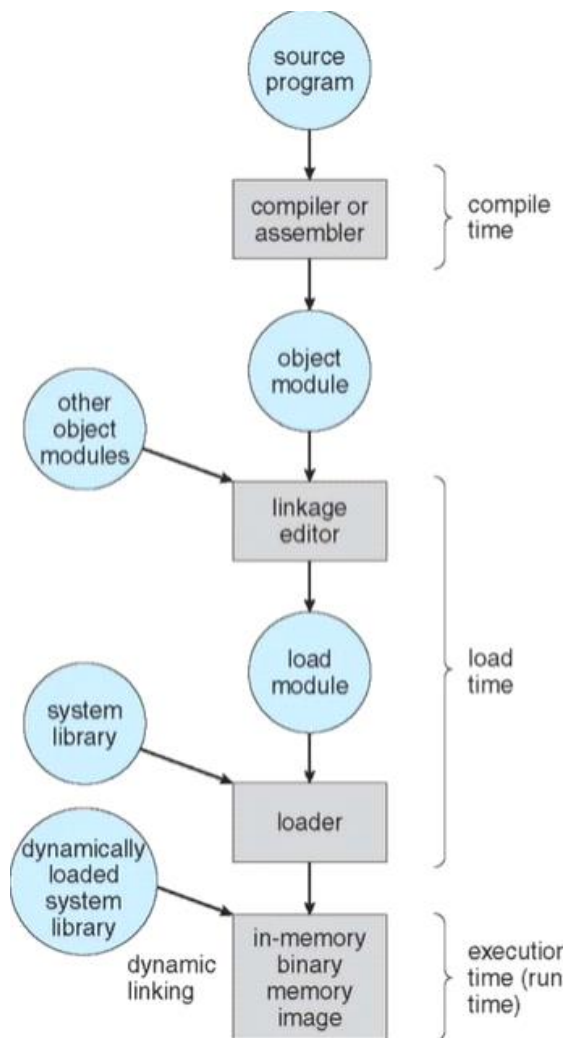 source
program
compiler or
assembler
compile
time
object
module
other
object
modules
linkage
editor
load
module
load
time
system
library
loader
dynamically
loaded
system
library
dynamic
linking
in-memory
binary
memory
image
execution
time (run
time)